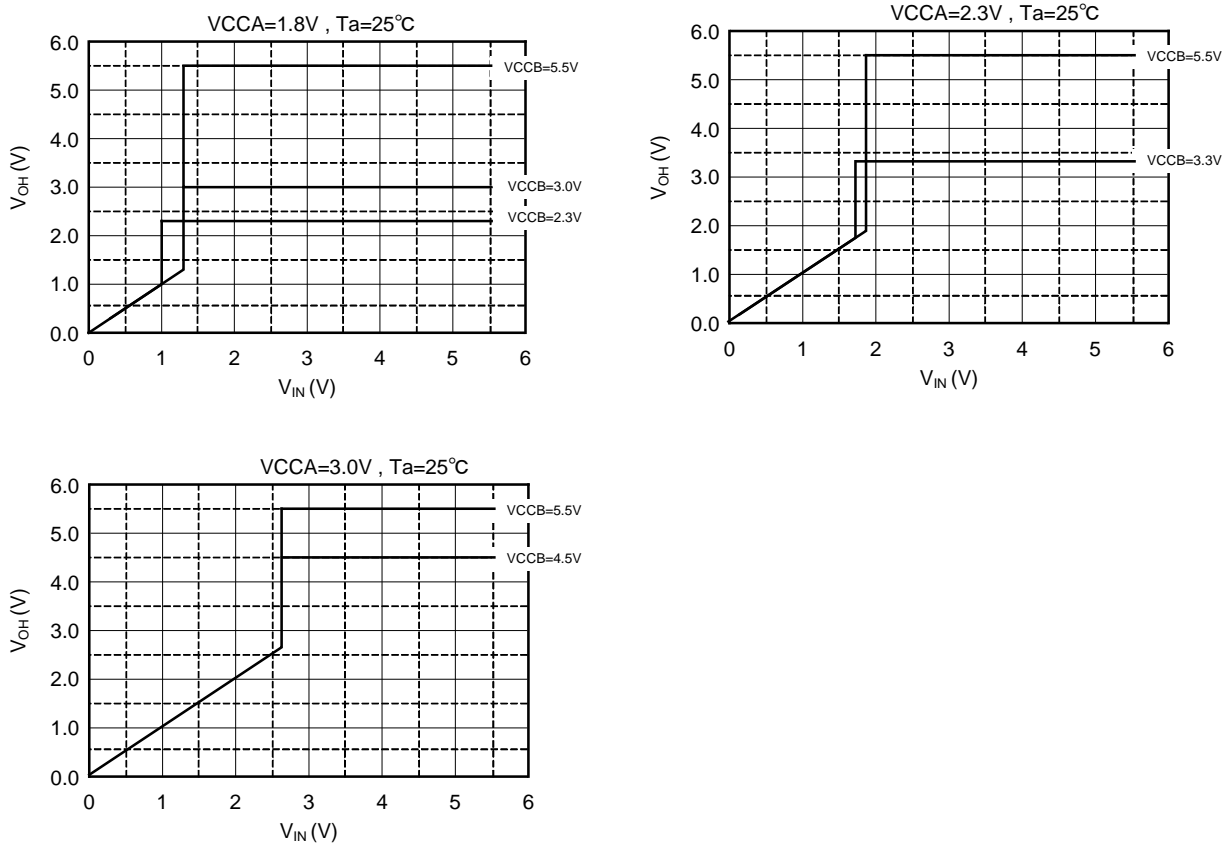 VCCA=1.8V , Ta=25℃
6.0
5.0
4.0
3.0
2.0
1.0
0.0
VOH (V)
VCCB=5.5V
VCCB=3.0V
VCCB=2.3V
0 1 2 3 4 5 6
VIN (V)
VCCA=2.3V , Ta=25℃
6.0
5.0
4.0
3.0
2.0
1.0
0.0
VOH (V)
VCCB=5.5V
VCCB=3.3V
0 1 2 3 4 5 6
VIN (V)
VCCA=3.0V , Ta=25℃
6.0
5.0
4.0
3.0
2.0
1.0
0.0
VOH (V)
VCCB=5.5V
VCCB=4.5V
0 1 2 3 4 5 6
VIN (V)